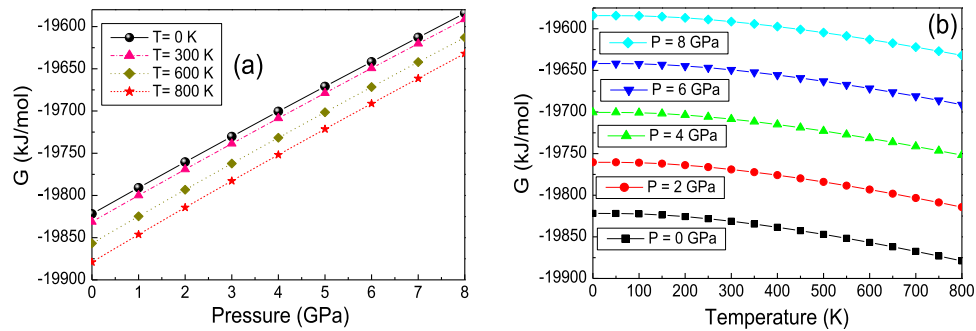 (a)
T= 0 K
T= 300 K
T= 600 K
T= 800 K
G (kJ/mol)
-19600
-19650
-19700
-19750
-19800
-19850
-19900
0 1 2 3 4 5 6 7 8
Pressure (GPa)
(b)
P = 8 GPa
P = 6 GPa
P = 4 GPa
P = 2 GPa
P = 0 GPa
G (kJ/mol)
-19600
-19650
-19700
-19750
-19800
-19850
-19900
0 100 200 300 400 500 600 700 800
Temperature (K)